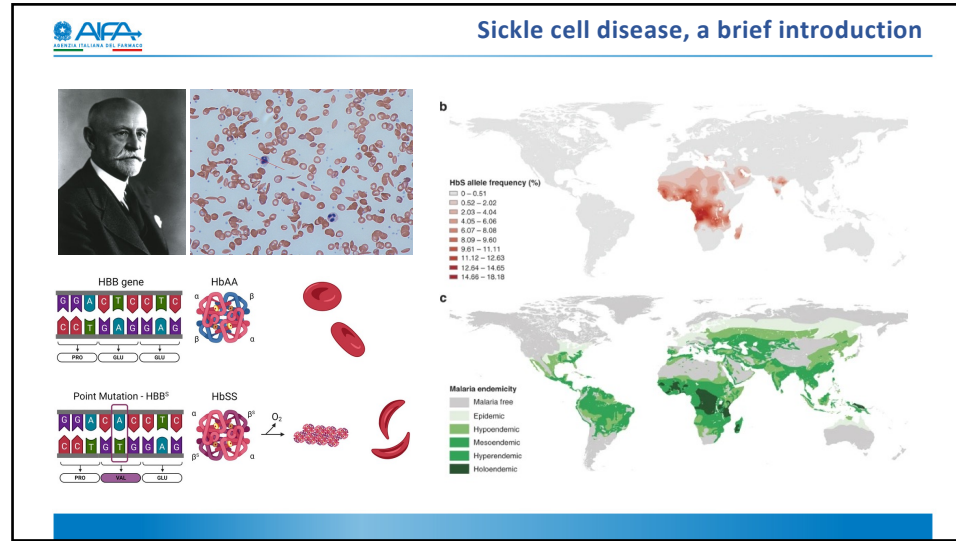 AIFA
AGENZIA ITALIANA DEL FARMACO
Sickle cell disease, a brief introduction
HBB gene
G G A C T C C T C
C C T G A G G A G
PRO GLU GLU
HbAA
α β
β α
Point Mutation - HBBˢ
G G A C A C C T C
C C T G T G G A G
PRO VAL GLU
HbSS
α βˢ
βˢ α
O₂
b
HbS allele frequency (%)
0 – 0.51
0.52 – 2.02
2.03 – 4.04
4.05 – 6.06
6.07 – 8.08
8.09 – 9.60
9.61 – 11.11
11.12 – 12.63
12.64 – 14.65
14.66 – 18.18
c
Malaria endemicity
Malaria free
Epidemic
Hypoendemic
Mesoendemic
Hyperendemic
Holoendemic